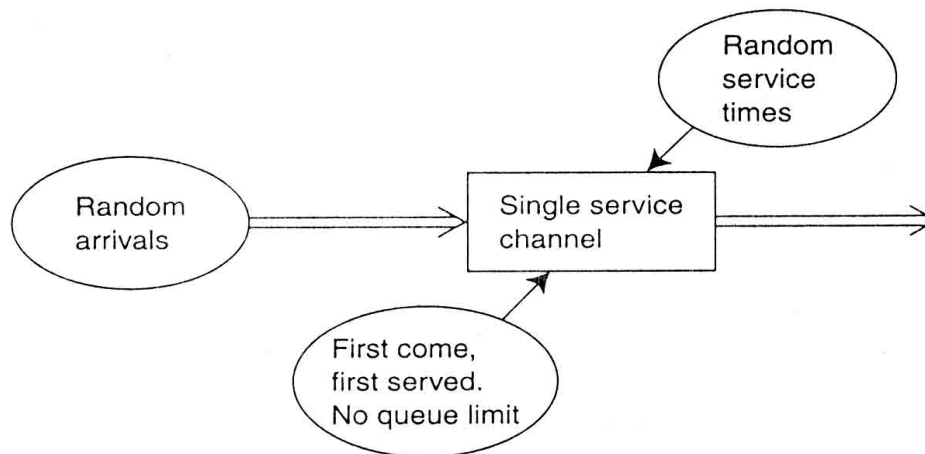 Random
service
times
Random
arrivals
Single service
channel
First come,
first served.
No queue limit